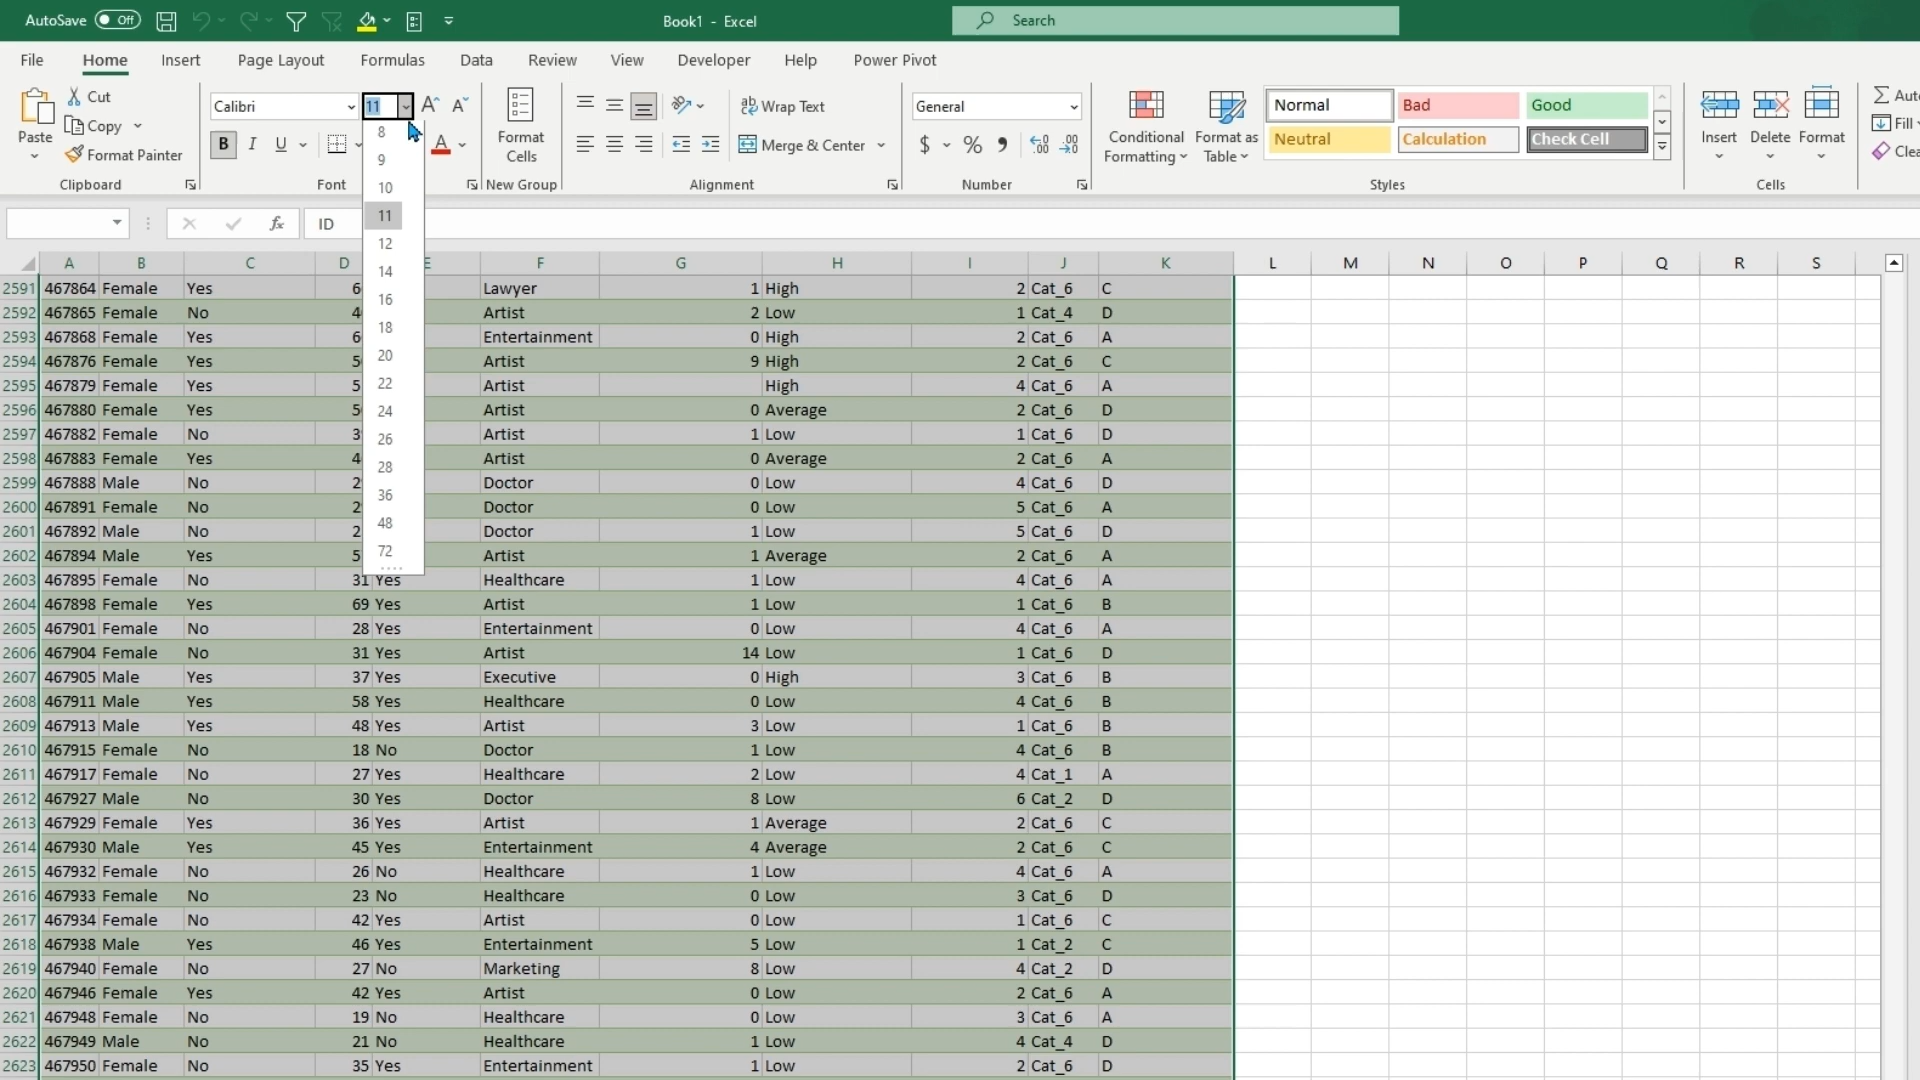 AutoSave Off Book1 - Excel Search
File Home Insert Page Layout Formulas Data Review View Developer Help Power Pivot
Cut
Copy
Format Painter
Paste
Clipboard
Calibri 11
B I U
Font
Format Cells
New Group
Wrap Text
Merge & Center
Alignment
General
$ % 9
Number
Conditional Formatting
Format as Table
Normal Bad Good
Neutral Calculation Check Cell
Styles
Insert Delete Format
Cells
Fill
fx ID
8
9
10
11
12
14
16
18
20
22
24
26
28
36
48
72
A B C D E F G H I J K L M N O P Q R S
2591 467864 Female Yes Lawyer 1 High 2 Cat_6 C
2592 467865 Female No Artist 2 Low 1 Cat_4 D
2593 467868 Female Yes Entertainment 0 High 2 Cat_6 A
2594 467876 Female Yes Artist 9 High 2 Cat_6 C
2595 467879 Female Yes Artist High 4 Cat_6 A
2596 467880 Female Yes Artist 0 Average 2 Cat_6 D
2597 467882 Female No Artist 1 Low 1 Cat_6 D
2598 467883 Female Yes Artist 0 Average 2 Cat_6 A
2599 467888 Male No Doctor 0 Low 4 Cat_6 D
2600 467891 Female No Doctor 0 Low 5 Cat_6 A
2601 467892 Male No Doctor 1 Low 5 Cat_6 D
2602 467894 Male Yes Artist 1 Average 2 Cat_6 A
2603 467895 Female No 31 Yes Healthcare 1 Low 4 Cat_6 A
2604 467898 Female Yes 69 Yes Artist 1 Low 1 Cat_6 B
2605 467901 Female No 28 Yes Entertainment 0 Low 4 Cat_6 A
2606 467904 Female No 31 Yes Artist 14 Low 1 Cat_6 D
2607 467905 Male Yes 37 Yes Executive 0 High 3 Cat_6 B
2608 467911 Male Yes 58 Yes Healthcare 0 Low 4 Cat_6 B
2609 467913 Male Yes 48 Yes Artist 3 Low 1 Cat_6 B
2610 467915 Female No 18 No Doctor 1 Low 4 Cat_6 B
2611 467917 Female No 27 Yes Healthcare 2 Low 4 Cat_1 A
2612 467927 Male No 30 Yes Doctor 8 Low 6 Cat_2 D
2613 467929 Female Yes 36 Yes Artist 1 Average 2 Cat_6 C
2614 467930 Male Yes 45 Yes Entertainment 4 Average 2 Cat_6 C
2615 467932 Female No 26 No Healthcare 1 Low 4 Cat_6 A
2616 467933 Female No 23 No Healthcare 0 Low 3 Cat_6 D
2617 467934 Female No 42 Yes Artist 0 Low 1 Cat_6 C
2618 467938 Male Yes 46 Yes Entertainment 5 Low 1 Cat_2 C
2619 467940 Female No 27 No Marketing 8 Low 4 Cat_2 D
2620 467946 Female Yes 42 Yes Artist 0 Low 2 Cat_6 A
2621 467948 Female No 19 No Healthcare 0 Low 3 Cat_6 A
2622 467949 Male No 21 No Healthcare 1 Low 4 Cat_4 D
2623 467950 Female No 35 Yes Entertainment 1 Low 2 Cat_6 D